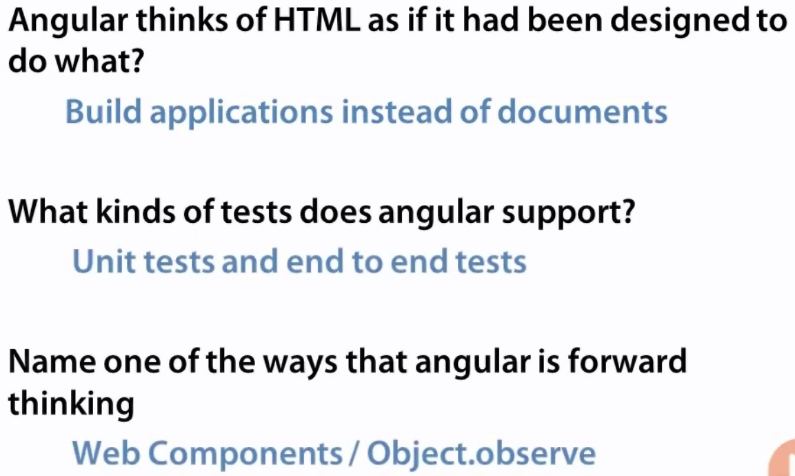 Angular thinks of HTML as if it had been designed to
do what?
Build applications instead of documents
What kinds of tests does angular support?
Unit tests and end to end tests
Name one of the ways that angular is forward
thinking
Web Components / Object.observe